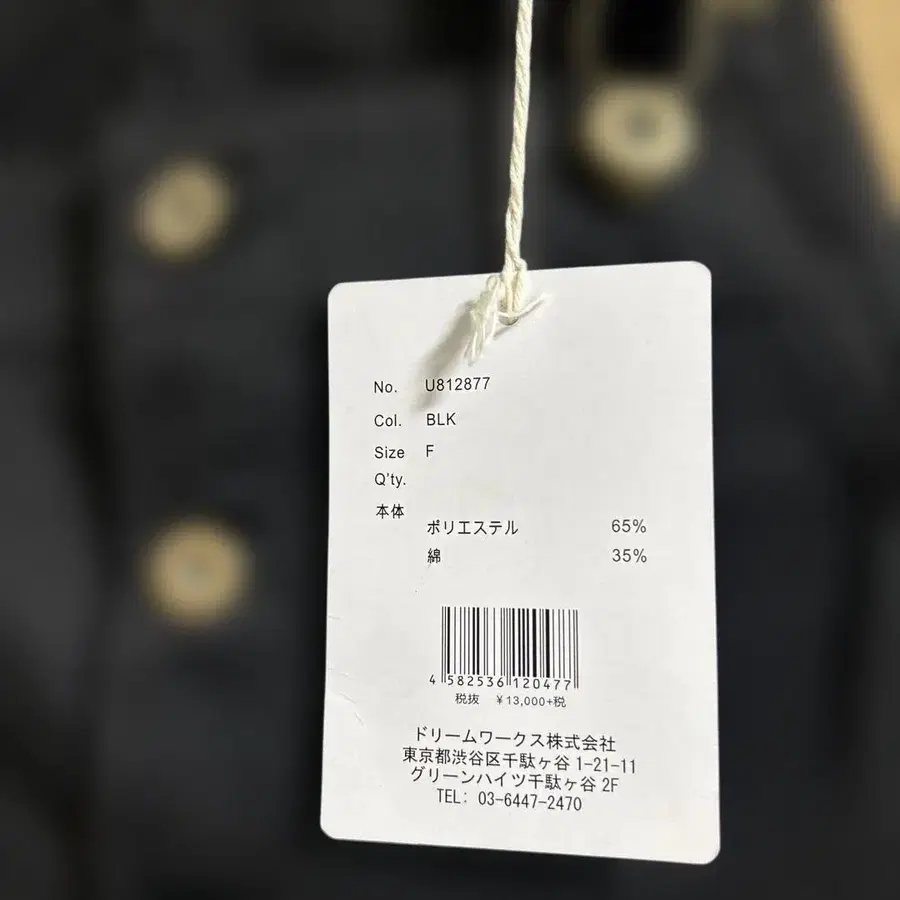 No. U812877
Col. BLK
Size F
Q'ty.
本体
ポリエステル 65%
綿 35%
4 582536 120477
税抜 ¥13,000+税
ドリームワークス株式会社
東京都渋谷区千駄ヶ谷 1-21-11
グリーンハイツ千駄ヶ谷 2F
TEL: 03-6447-2470